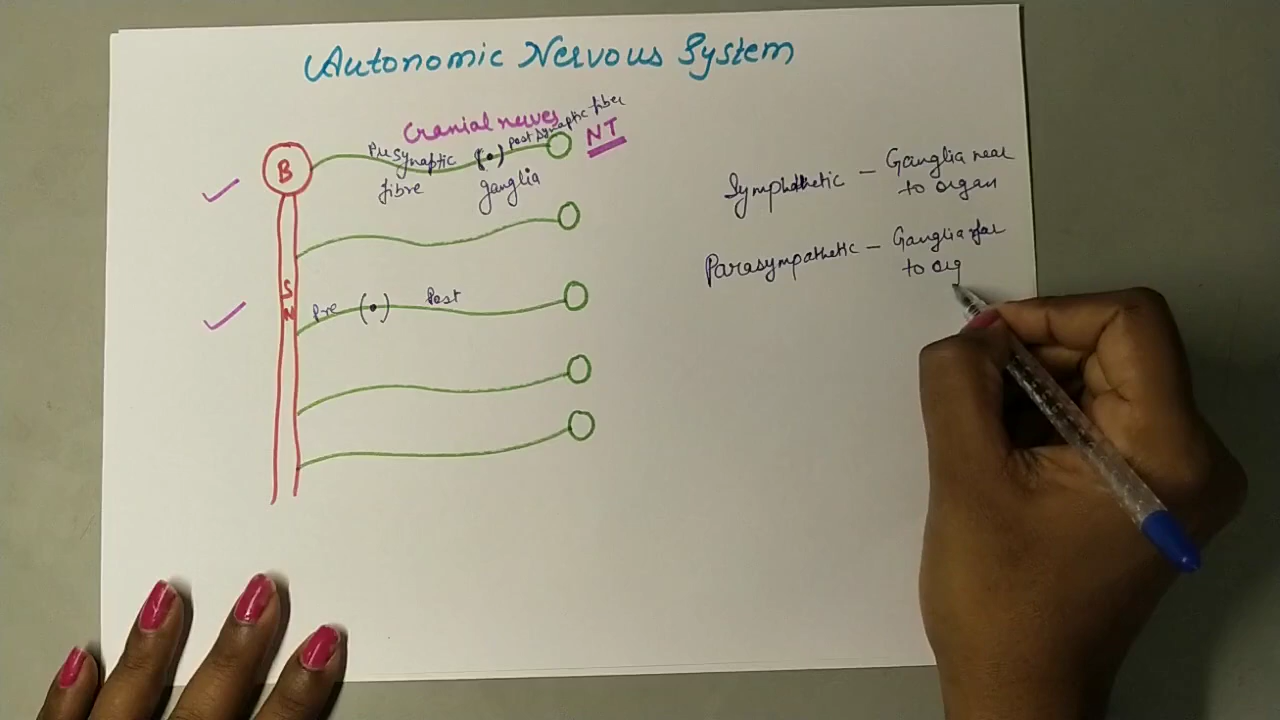 Autonomic Nervous System
Cranial nerves
Post synaptic fiber
NT
B
Presynaptic
fibre
ganglia
Symphthetic – Ganglia near
to organ
Parasympathetic – Ganglia far
to org
S
N
Pre
Post